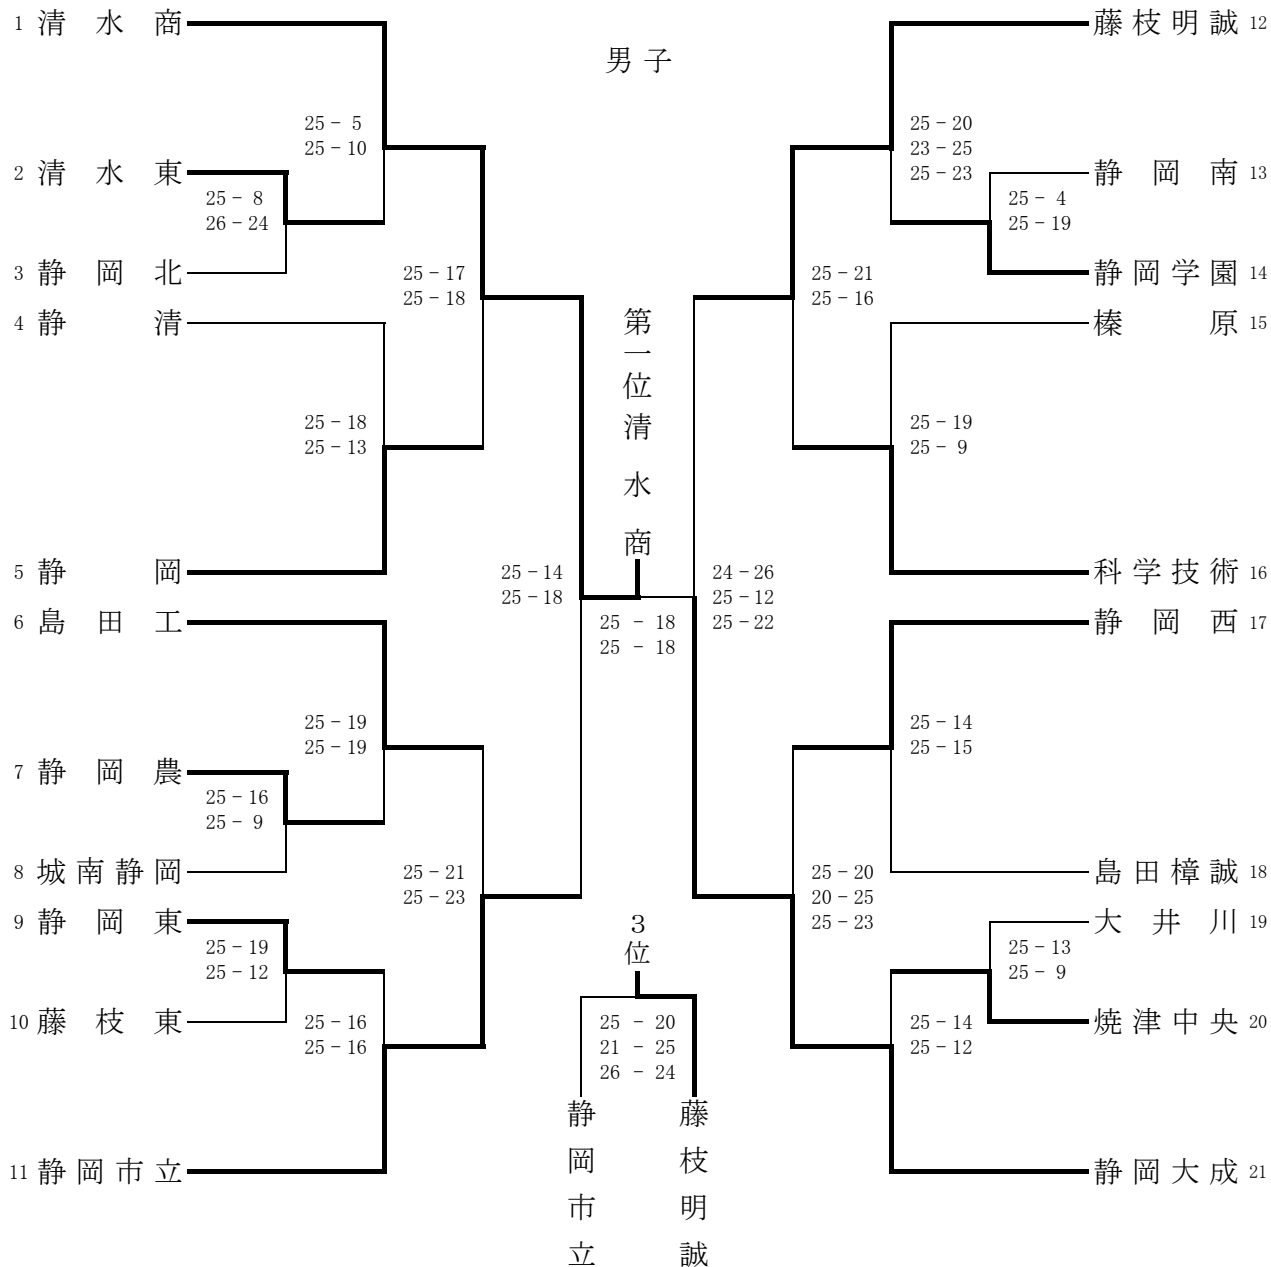 男子
1 清水商
25 - 5
25 - 10
2 清水東
25 - 8
26 - 24
3 静岡北
25 - 17
25 - 18
4 静清
25 - 18
25 - 13
5 静岡
25 - 14
25 - 18
6 島田工
25 - 19
25 - 19
7 静岡農
25 - 16
25 - 9
8 城南静岡
25 - 21
25 - 23
9 静岡東
25 - 19
25 - 12
10 藤枝東
25 - 16
25 - 16
11 静岡市立
第一位清水商
25 - 18
25 - 18
3位
25 - 20
21 - 25
26 - 24
静岡市立
藤枝明誠
藤枝明誠 12
25 - 20
23 - 25
25 - 23
静岡南 13
25 - 4
25 - 19
静岡学園 14
25 - 21
25 - 16
榛原 15
25 - 19
25 - 9
科学技術 16
24 - 26
25 - 12
25 - 22
静岡西 17
25 - 14
25 - 15
島田樟誠 18
25 - 20
20 - 25
25 - 23
大井川 19
25 - 13
25 - 9
焼津中央 20
25 - 14
25 - 12
静岡大成 21